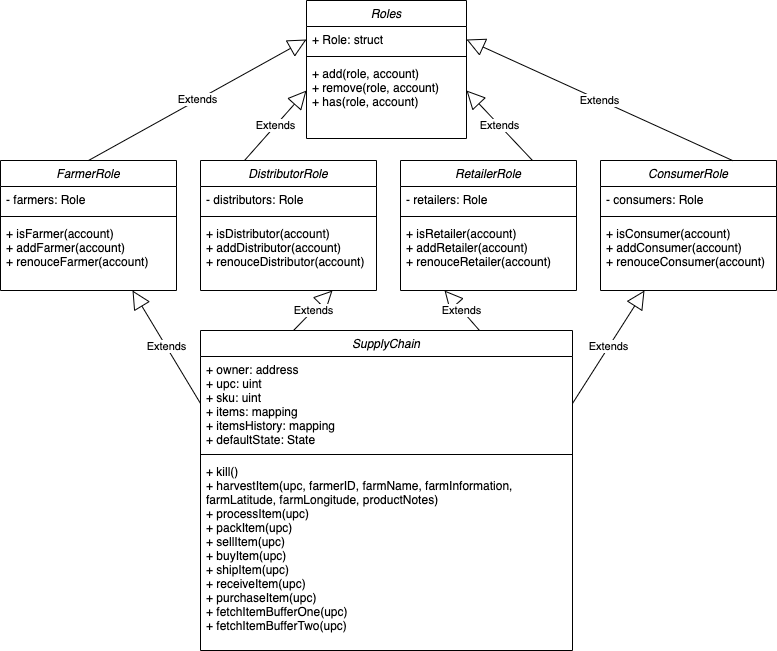 Roles
+ Role: struct
+ add(role, account)
+ remove(role, account)
+ has(role, account)
Extends
Extends
Extends
Extends
FarmerRole
- farmers: Role
+ isFarmer(account)
+ addFarmer(account)
+ renouceFarmer(account)
DistributorRole
- distributors: Role
+ isDistributor(account)
+ addDistributor(account)
+ renouceDistributor(account)
RetailerRole
- retailers: Role
+ isRetailer(account)
+ addRetailer(account)
+ renouceRetailer(account)
ConsumerRole
- consumers: Role
+ isConsumer(account)
+ addConsumer(account)
+ renouceConsumer(account)
Extends
Extends
Extends
Extends
SupplyChain
+ owner: address
+ upc: uint
+ sku: uint
+ items: mapping
+ itemsHistory: mapping
+ defaultState: State
+ kill()
+ harvestItem(upc, farmerID, farmName, farmInformation,
farmLatitude, farmLongitude, productNotes)
+ processItem(upc)
+ packItem(upc)
+ sellItem(upc)
+ buyItem(upc)
+ shipItem(upc)
+ receiveItem(upc)
+ purchaseItem(upc)
+ fetchItemBufferOne(upc)
+ fetchItemBufferTwo(upc)